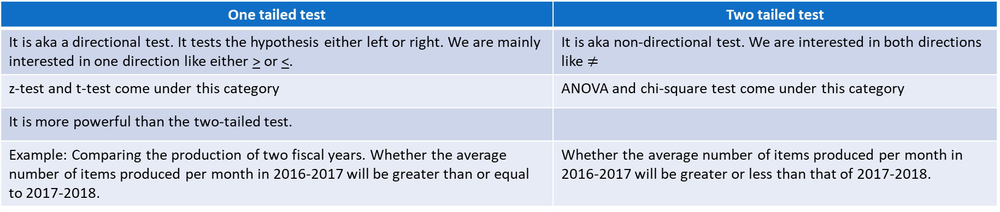 One tailed test
Two tailed test
It is aka a directional test. It tests the hypothesis either left or right. We are mainly
interested in one direction like either > or <.
It is aka non-directional test. We are interested in both directions
like ≠
z-test and t-test come under this category
ANOVA and chi-square test come under this category
It is more powerful than the two-tailed test.
Example: Comparing the production of two fiscal years. Whether the average
number of items produced per month in 2016-2017 will be greater than or equal
to 2017-2018.
Whether the average number of items produced per month in
2016-2017 will be greater or less than that of 2017-2018.